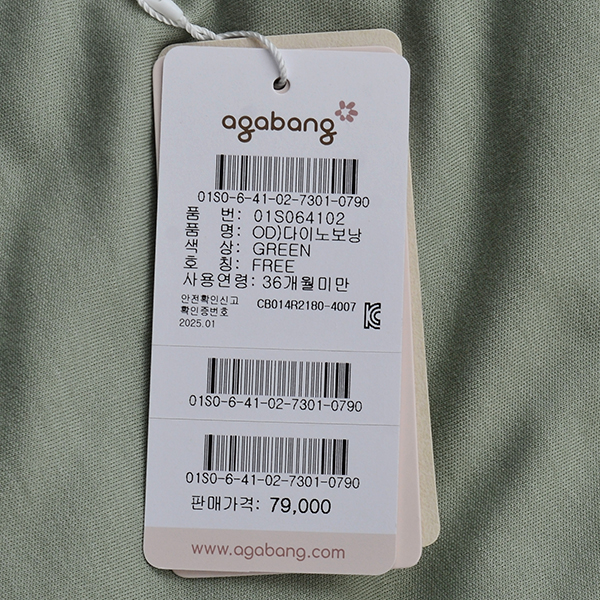 agabang
01S0-6-41-02-7301-0790
품 번: 01S064102
품 명: OD)다이노보낭
색 상: GREEN
호 칭: FREE
사용연령: 36개월미만
안전확인신고
확인증번호 CB014R2180-4007
2025.01
01S0-6-41-02-7301-0790
01S0-6-41-02-7301-0790
판매가격: 79,000
www.agabang.com